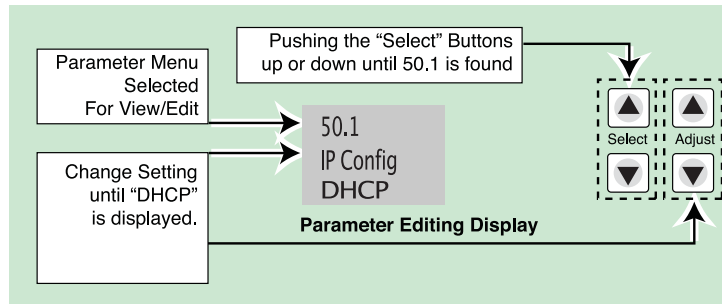 Pushing the “Select” Buttons
up or down until 50.1 is found
Parameter Menu
Selected
For View/Edit
50.1
IP Config
DHCP
Select
Adjust
Change Setting
until “DHCP”
is displayed.
Parameter Editing Display